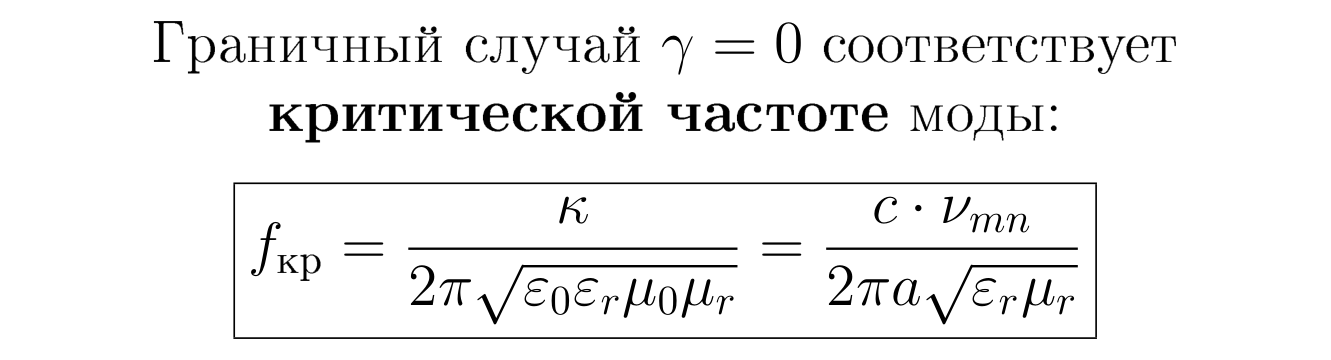 Граничный случай γ = 0 соответствует
критической частоте моды:
f_кр = κ / (2π√(ε₀ε_rμ₀μ_r)) = c · ν_mn / (2πa√(ε_rμ_r))